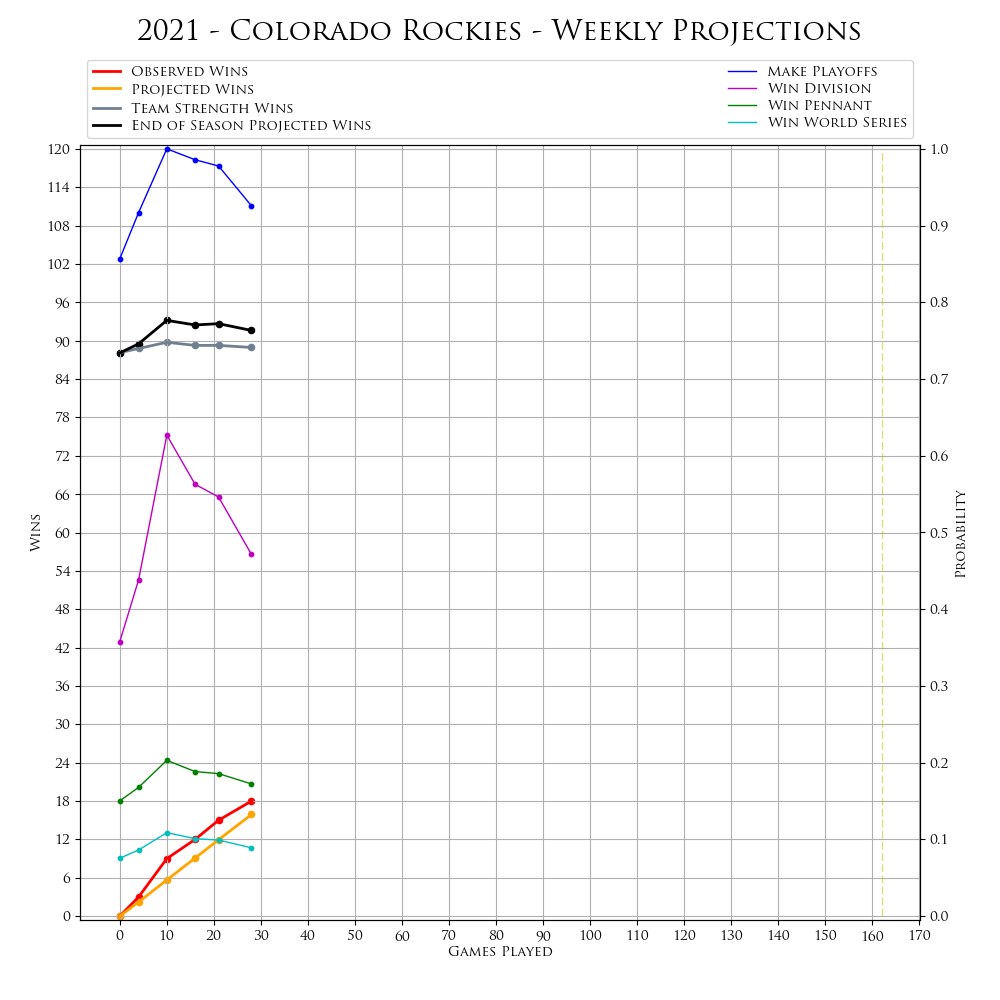 2021 - Colorado Rockies - Weekly Projections
Observed Wins
Projected Wins
Team Strength Wins
End of Season Projected Wins
Make Playoffs
Win Division
Win Pennant
Win World Series
120
114
108
102
96
90
84
78
72
66
60
54
48
42
36
30
24
18
12
6
0
Wins
1.0
0.9
0.8
0.7
0.6
0.5
0.4
0.3
0.2
0.1
0.0
Probability
0 10 20 30 40 50 60 70 80 90 100 110 120 130 140 150 160 170
Games Played